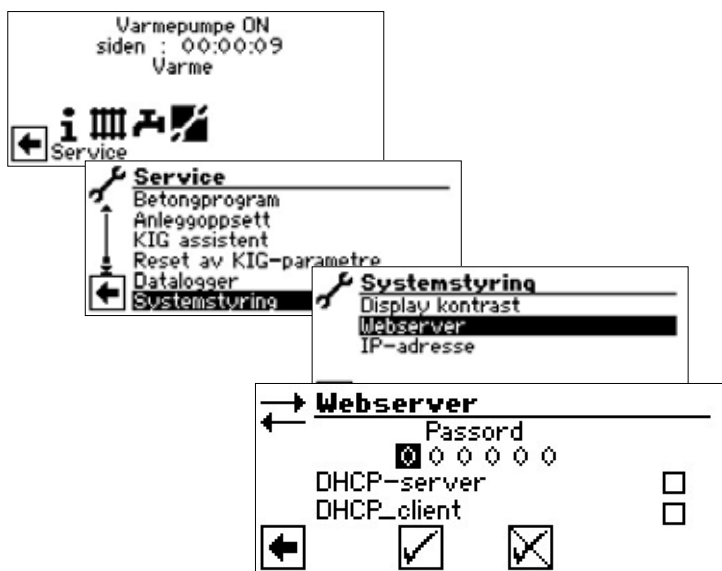 Varmepumpe ON
siden : 00:00:09
Varme
Service
Service
Betongprogram
Anleggoppsett
KIG assistent
Reset av KIG-parametre
Datalogger
Systemstyring
Systemstyring
Display kontrast
Webserver
IP-adresse
Webserver
Passord
0 0 0 0 0 0
DHCP-server
DHCP_client